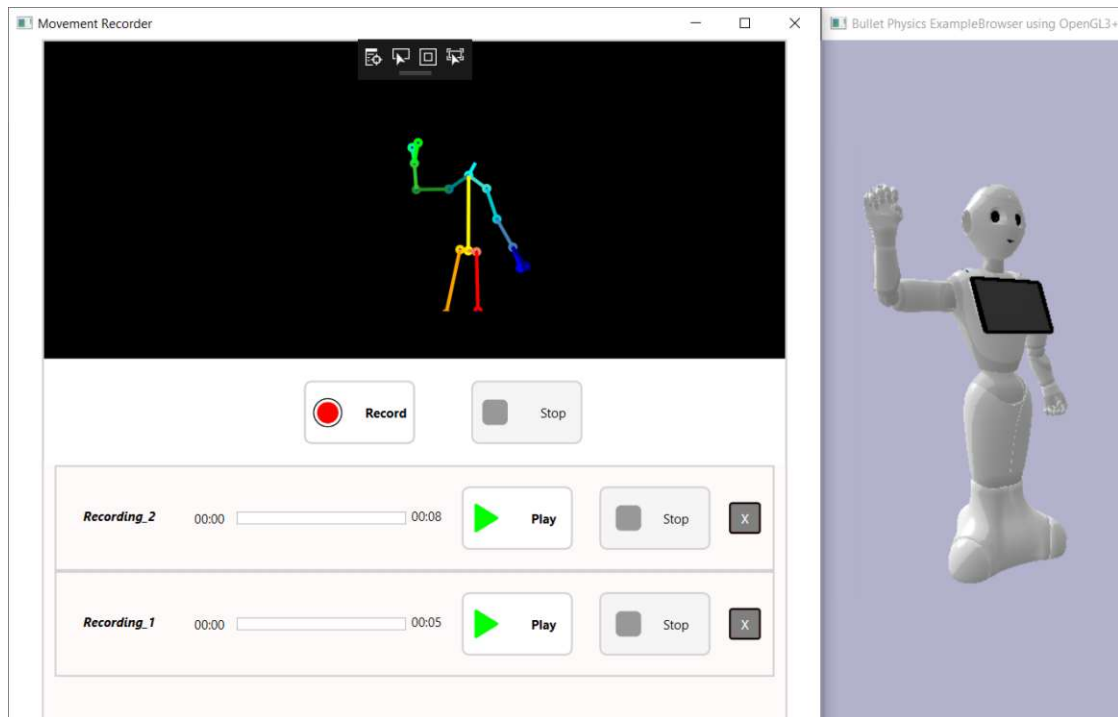 Movement Recorder
Bullet Physics ExampleBrowser using OpenGL3+
Record
Stop
Recording_2
00:00
00:08
Play
Stop
X
Recording_1
00:00
00:05
Play
Stop
X